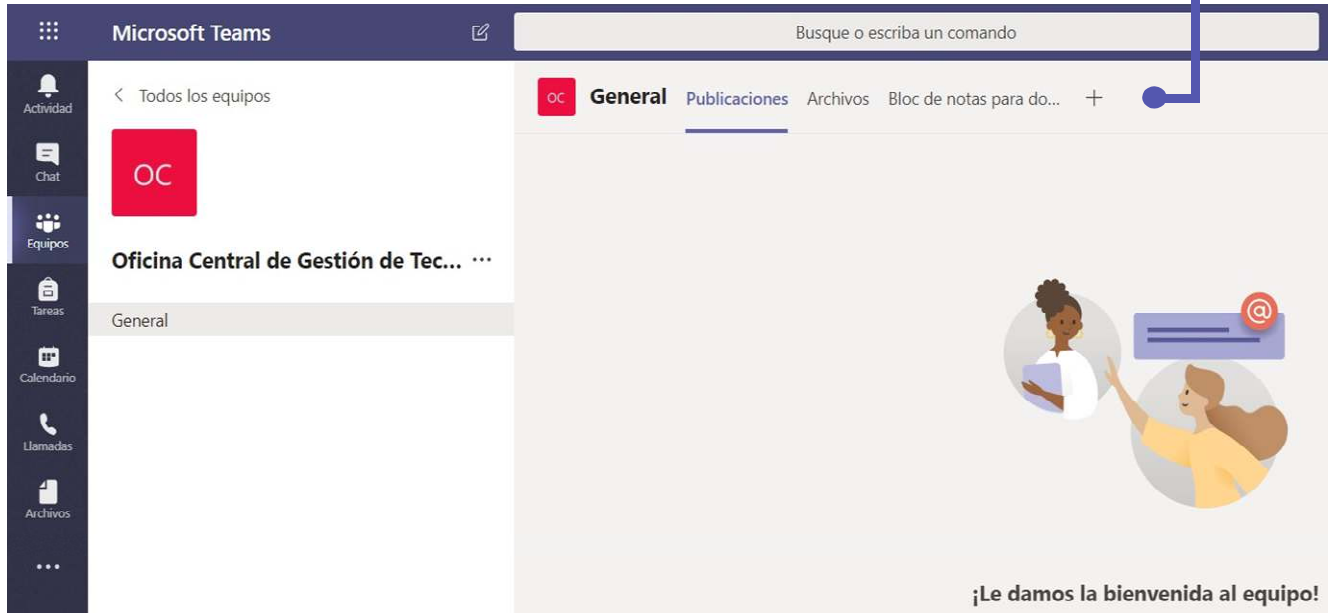 Microsoft Teams
Busque o escriba un comando
Actividad
Chat
Equipos
Tareas
Calendario
Llamadas
Archivos
Todos los equipos
OC
Oficina Central de Gestión de Tec... ...
General
OC General Publicaciones Archivos Bloc de notas para do... +
@
¡Le damos la bienvenida al equipo!